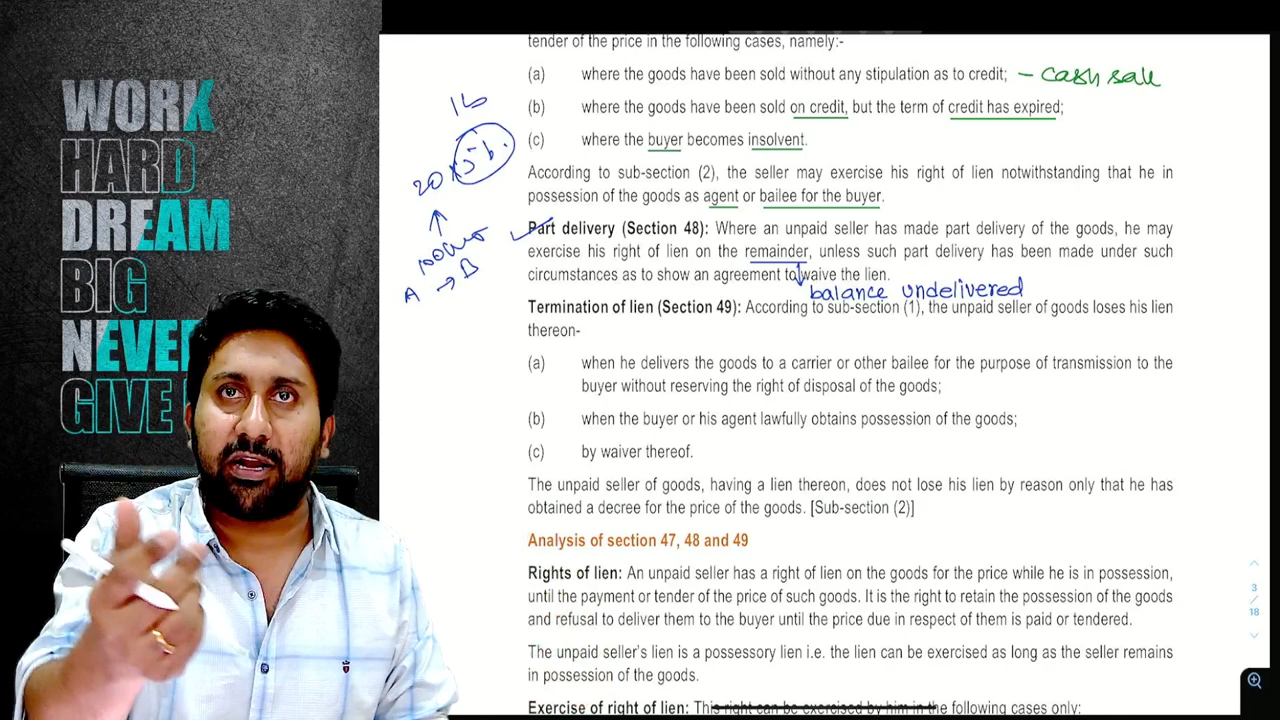 WORK
HARD
DREAM
BIG
NEVER
GIVE
tender of the price in the following cases, namely:-
(a) where the goods have been sold without any stipulation as to credit; - cash sale
(b) where the goods have been sold on credit, but the term of credit has expired;
(c) where the buyer becomes insolvent.
According to sub-section (2), the seller may exercise his right of lien notwithstanding that he in
possession of the goods as agent or bailee for the buyer.
Part delivery (Section 48): Where an unpaid seller has made part delivery of the goods, he may
exercise his right of lien on the remainder, unless such part delivery has been made under such
circumstances as to show an agreement to waive the lien.
balance undelivered
Termination of lien (Section 49): According to sub-section (1), the unpaid seller of goods loses his lien
thereon-
(a) when he delivers the goods to a carrier or other bailee for the purpose of transmission to the
buyer without reserving the right of disposal of the goods;
(b) when the buyer or his agent lawfully obtains possession of the goods;
(c) by waiver thereof.
The unpaid seller of goods, having a lien thereon, does not lose his lien by reason only that he has
obtained a decree for the price of the goods. [Sub-section (2)]
Analysis of section 47, 48 and 49
Rights of lien: An unpaid seller has a right of lien on the goods for the price while he is in possession,
until the payment or tender of the price of such goods. It is the right to retain the possession of the goods
and refusal to deliver them to the buyer until the price due in respect of them is paid or tendered.
The unpaid seller's lien is a possessory lien i.e. the lien can be exercised as long as the seller remains
in possession of the goods.
Exercise of right of lien: This right can be exercised by him in the following cases only:
20
A → B
3
/
18